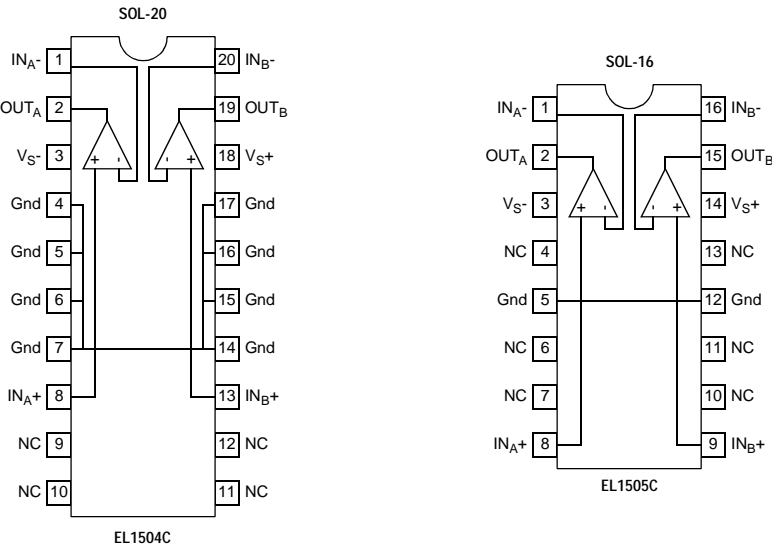 SOL-20
IN_A- 1 20 IN_B-
OUT_A 2 19 OUT_B
V_S- 3 18 V_S+
+ - - +
Gnd 4 17 Gnd
Gnd 5 16 Gnd
Gnd 6 15 Gnd
Gnd 7 14 Gnd
IN_A+ 8 13 IN_B+
NC 9 12 NC
NC 10 11 NC
EL1504C
SOL-16
IN_A- 1 16 IN_B-
OUT_A 2 15 OUT_B
V_S- 3 14 V_S+
+ - - +
NC 4 13 NC
Gnd 5 12 Gnd
NC 6 11 NC
NC 7 10 NC
IN_A+ 8 9 IN_B+
EL1505C